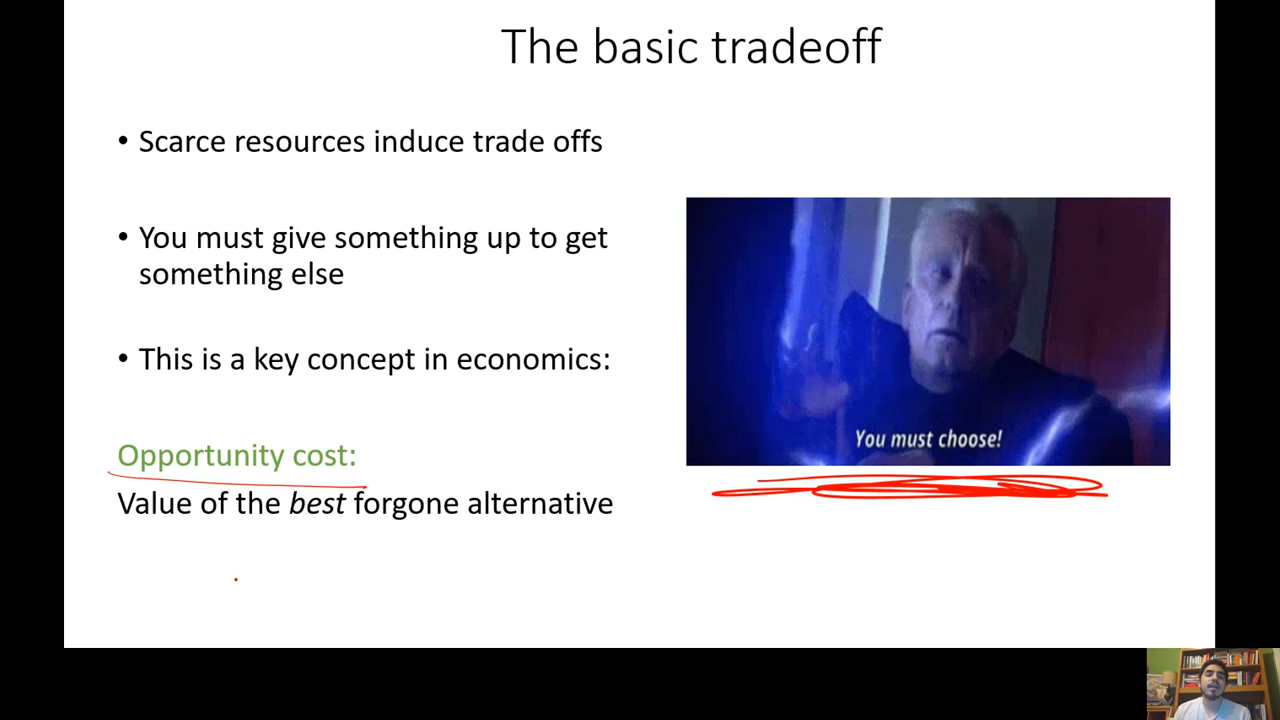 The basic tradeoff
• Scarce resources induce trade offs
• You must give something up to get
something else
• This is a key concept in economics:
Opportunity cost:
Value of the best forgone alternative
You must choose!